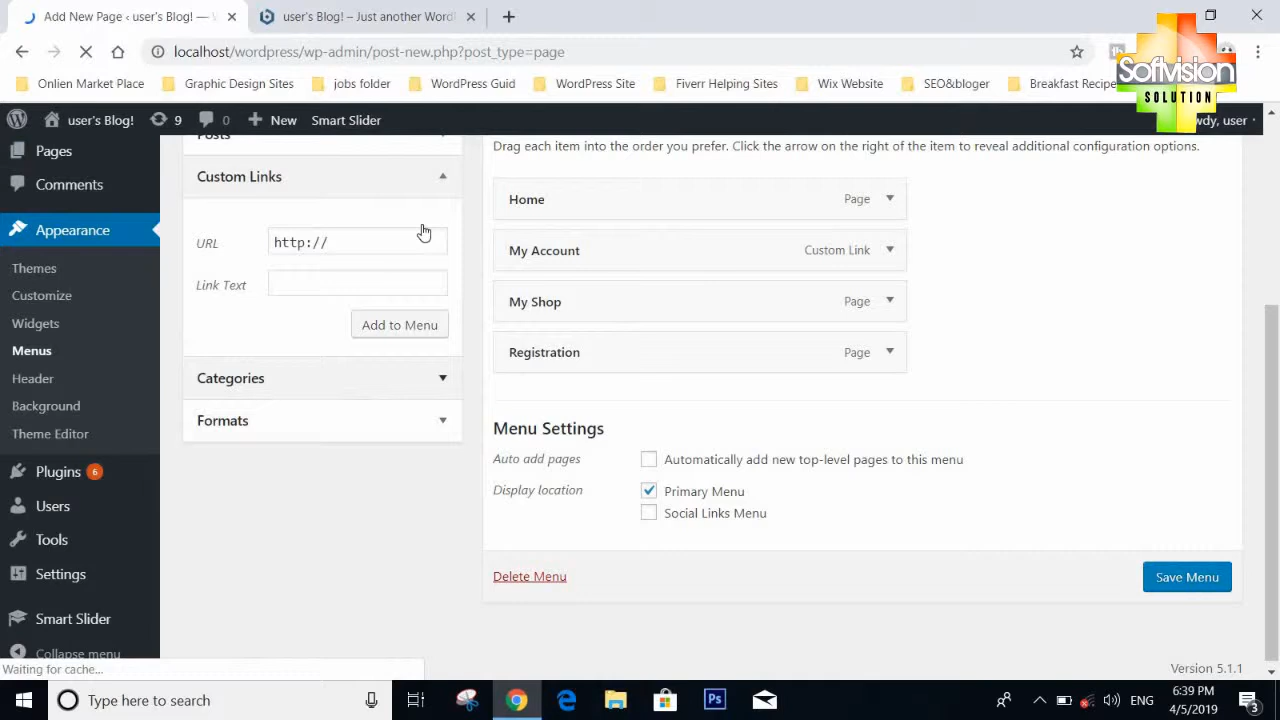 Add New Page ‹ user's Blog! —
user's Blog! – Just another Word
localhost/wordpress/wp-admin/post-new.php?post_type=page
Onlien Market Place
Graphic Design Sites
jobs folder
WordPress Guid
WordPress Site
Fiverr Helping Sites
Wix Website
SEO&bloger
Breakfast Recipe
Sofvision
SOLUTION
user's Blog!
9
0
New
Smart Slider
wdy, user
Pages
Comments
Appearance
Themes
Customize
Widgets
Menus
Header
Background
Theme Editor
Plugins 6
Users
Tools
Settings
Smart Slider
Collapse menu
Waiting for cache...
Posts
Custom Links
URL
http://
Link Text
Add to Menu
Categories
Formats
Drag each item into the order you prefer. Click the arrow on the right of the item to reveal additional configuration options.
Home Page
My Account Custom Link
My Shop Page
Registration Page
Menu Settings
Auto add pages
Automatically add new top-level pages to this menu
Display location
Primary Menu
Social Links Menu
Delete Menu
Save Menu
Version 5.1.1
Type here to search
Ps
ENG
6:39 PM
4/5/2019
3